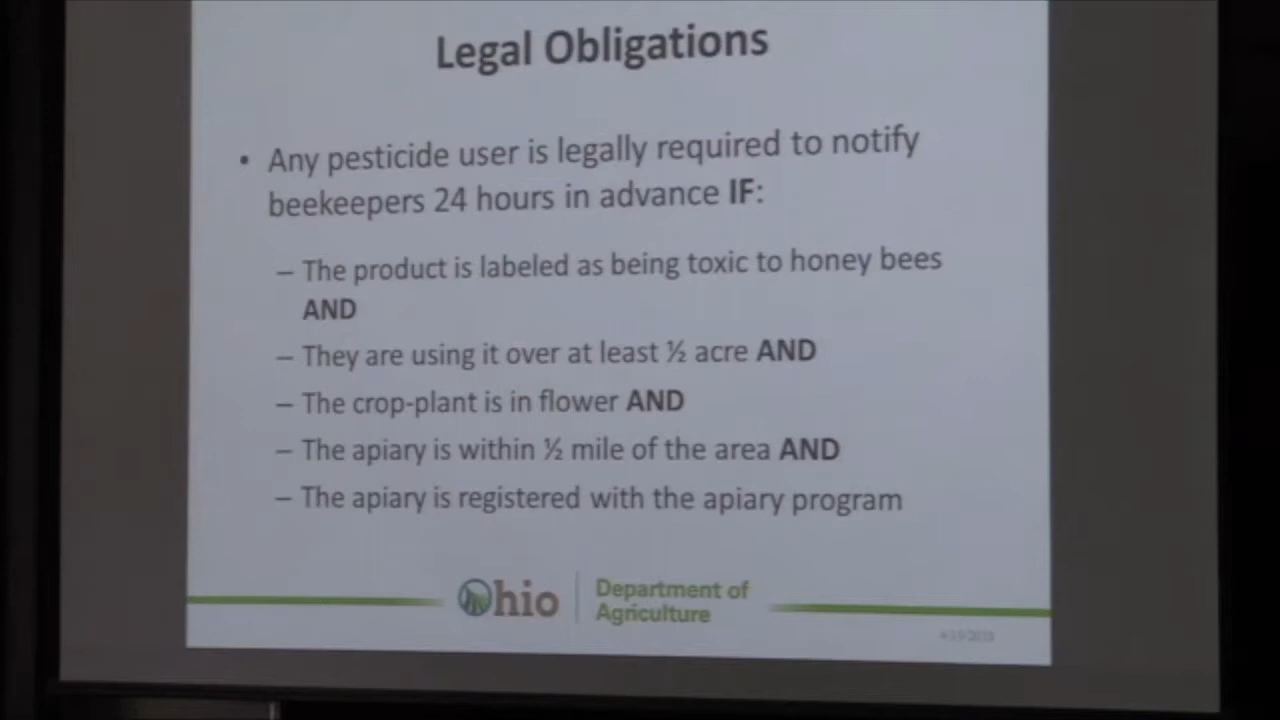 Legal Obligations
• Any pesticide user is legally required to notify
beekeepers 24 hours in advance IF:
– The product is labeled as being toxic to honey bees
AND
– They are using it over at least ½ acre AND
– The crop-plant is in flower AND
– The apiary is within ½ mile of the area AND
– The apiary is registered with the apiary program
Ohio
Department of
Agriculture